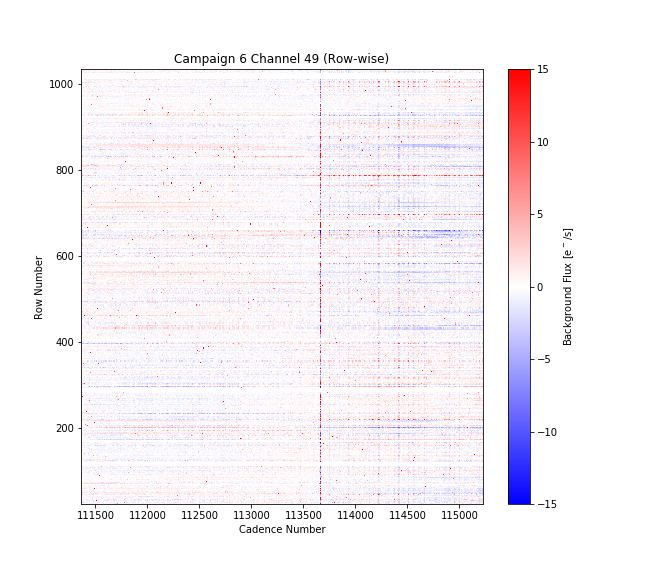 Campaign 6 Channel 49 (Row-wise)
1000
800
600
400
200
Row Number
111500 112000 112500 113000 113500 114000 114500 115000
Cadence Number
15
10
5
0
−5
−10
−15
Background Flux [e⁻/s]